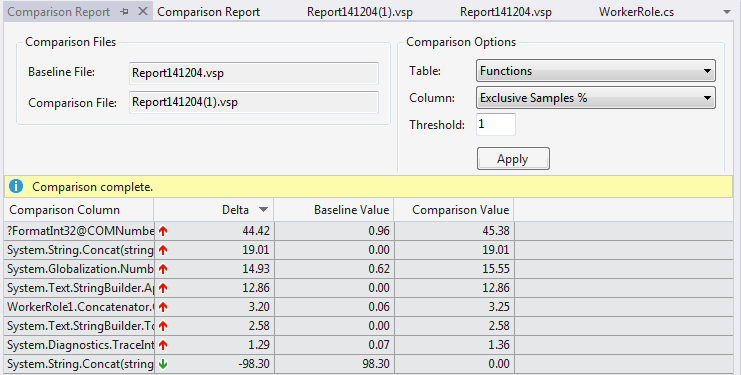 Comparison Report Comparison Report Report141204(1).vsp Report141204.vsp WorkerRole.cs
Comparison Files
Baseline File: Report141204.vsp
Comparison File: Report141204(1).vsp
Comparison Options
Table: Functions
Column: Exclusive Samples %
Threshold: 1
Apply
Comparison complete.
Comparison Column Delta Baseline Value Comparison Value
?FormatInt32@COMNumbe 44.42 0.96 45.38
System.String.Concat(string 19.01 0.00 19.01
System.Globalization.Numb 14.93 0.62 15.55
System.Text.StringBuilder.Ap 12.86 0.00 12.86
WorkerRole1.Concatenator. 3.20 0.06 3.25
System.Text.StringBuilder.To 2.58 0.00 2.58
System.Diagnostics.TraceInt 1.29 0.07 1.36
System.String.Concat(string -98.30 98.30 0.00